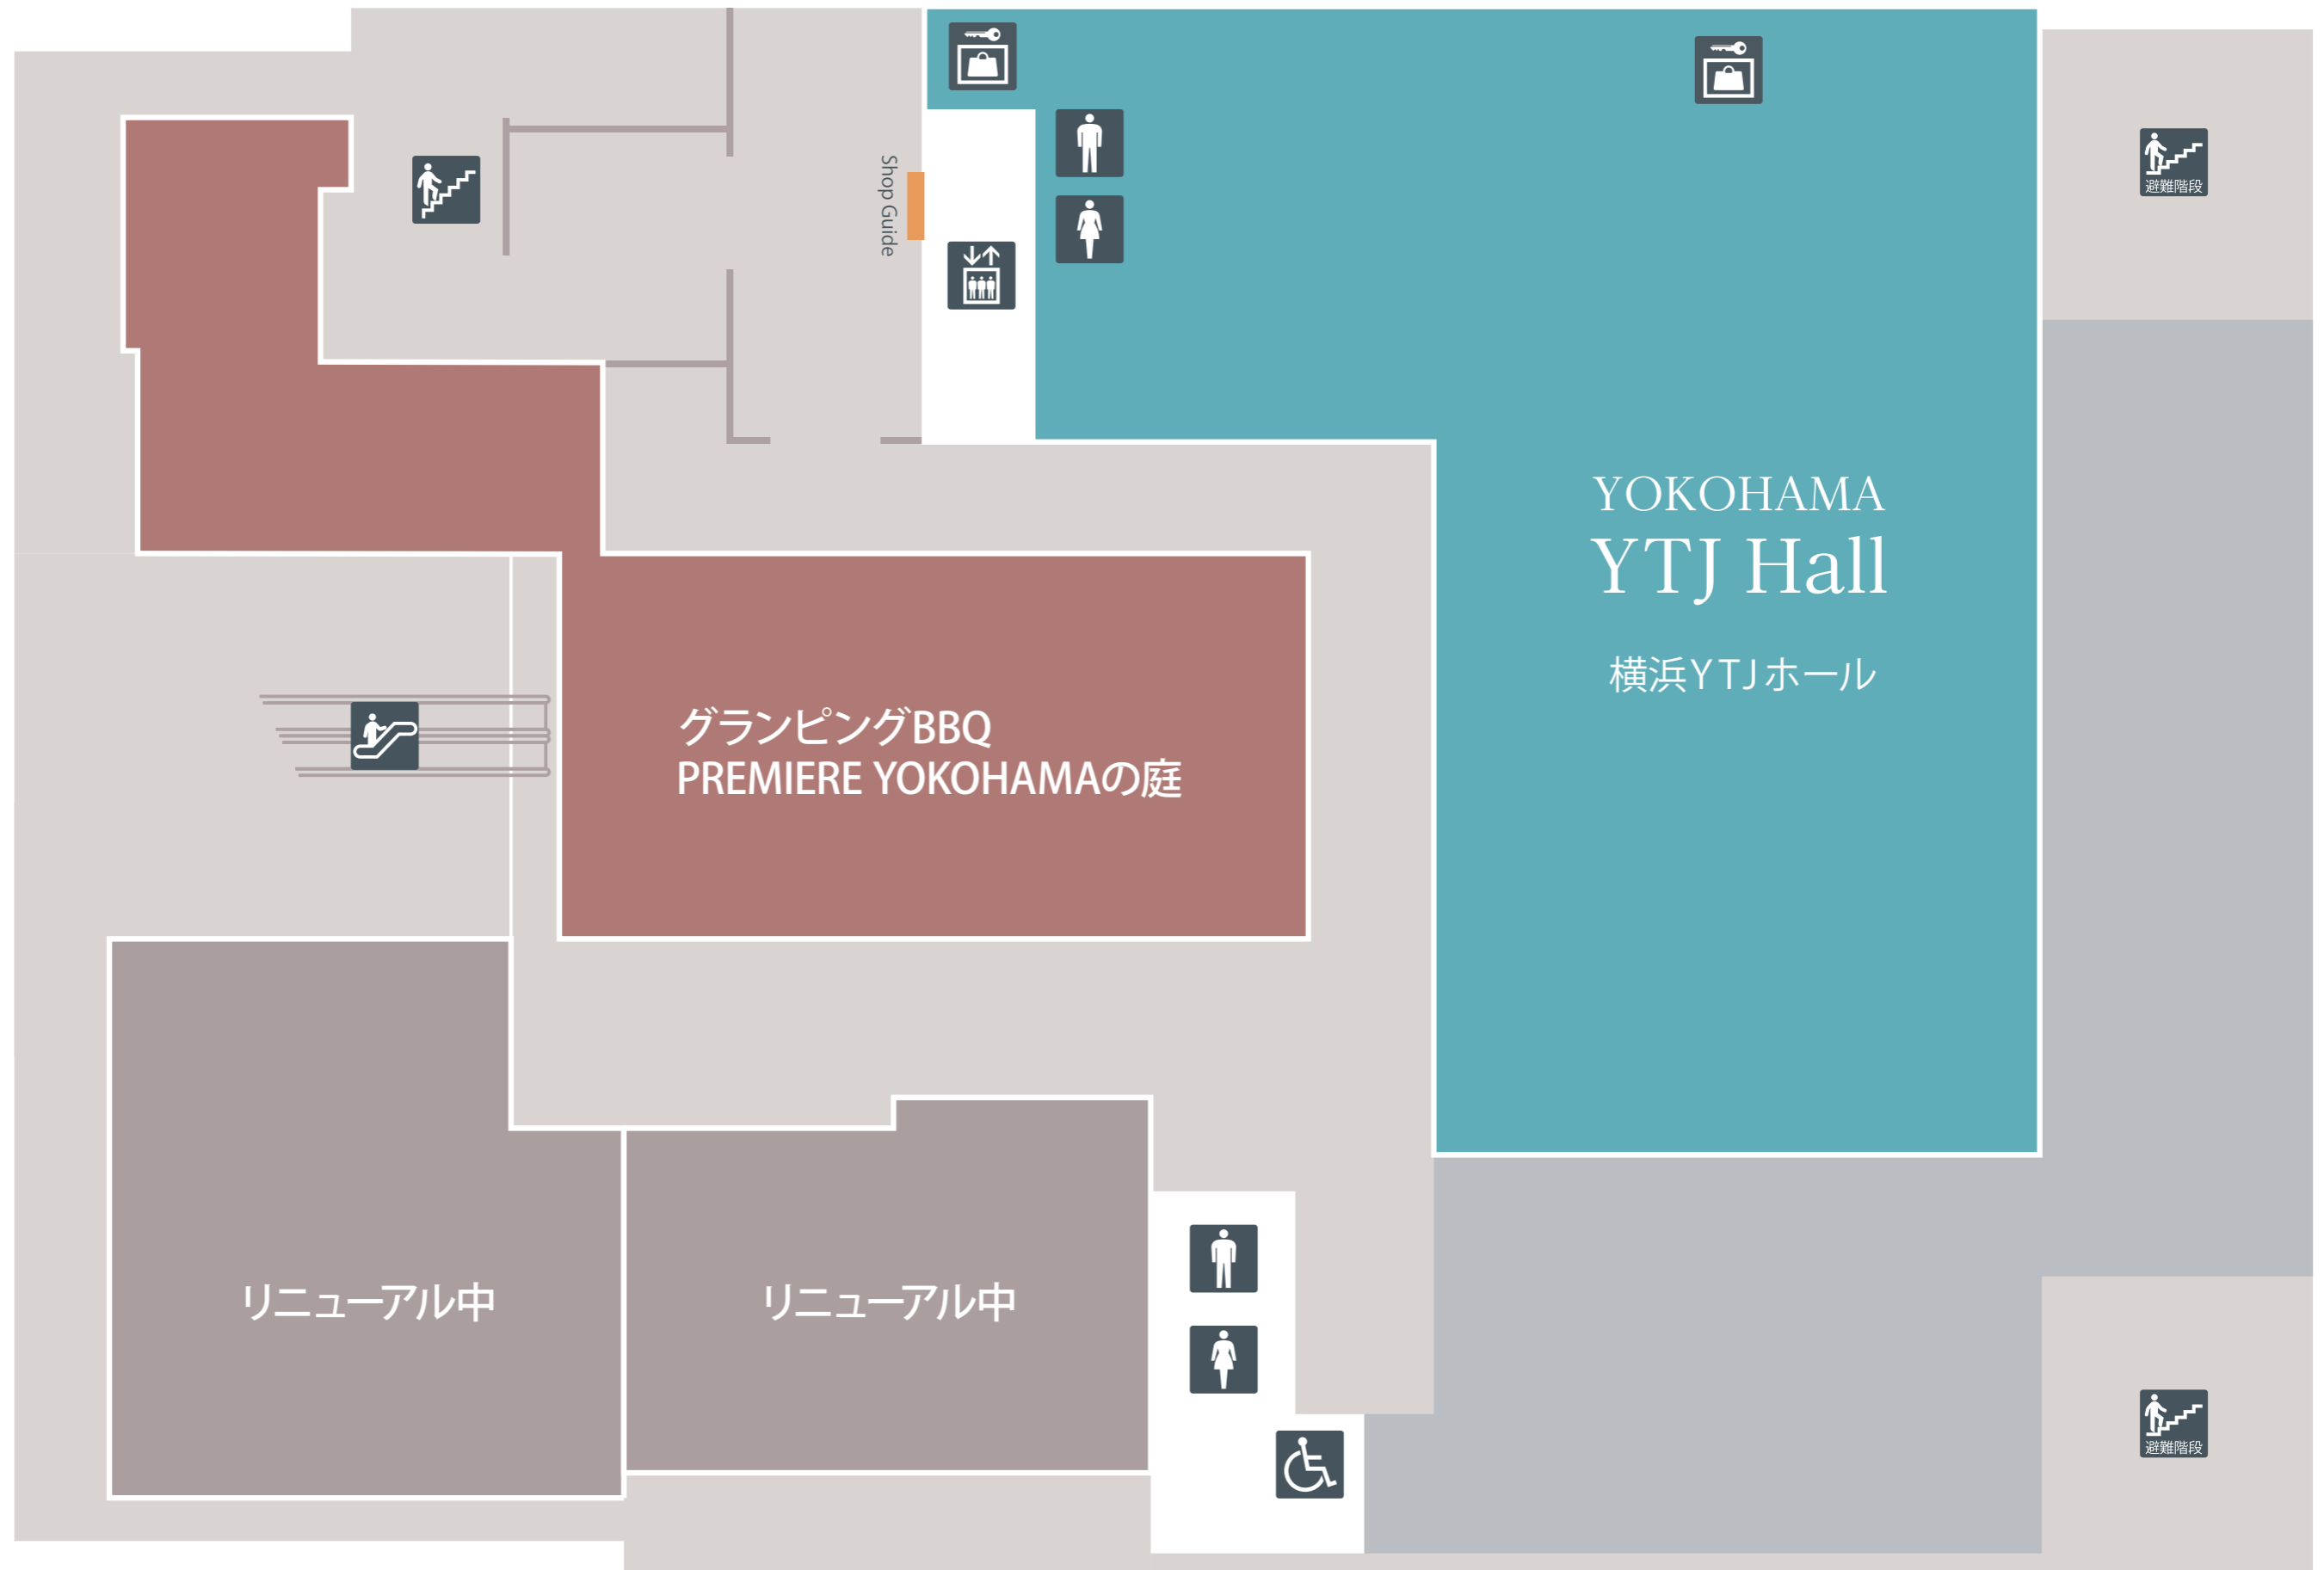 Shop Guide
避難階段
YOKOHAMA
YTJ Hall
横浜YTJホール
グランピングBBQ
PREMIERE YOKOHAMAの庭
リニューアル中
リニューアル中
避難階段